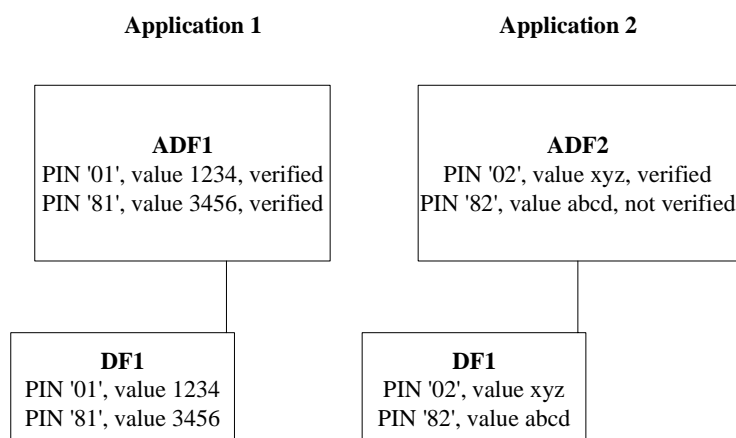 Application 1
Application 2
ADF1
PIN '01', value 1234, verified
PIN '81', value 3456, verified
ADF2
PIN '02', value xyz, verified
PIN '82', value abcd, not verified
DF1
PIN '01', value 1234
PIN '81', value 3456
DF1
PIN '02', value xyz
PIN '82', value abcd